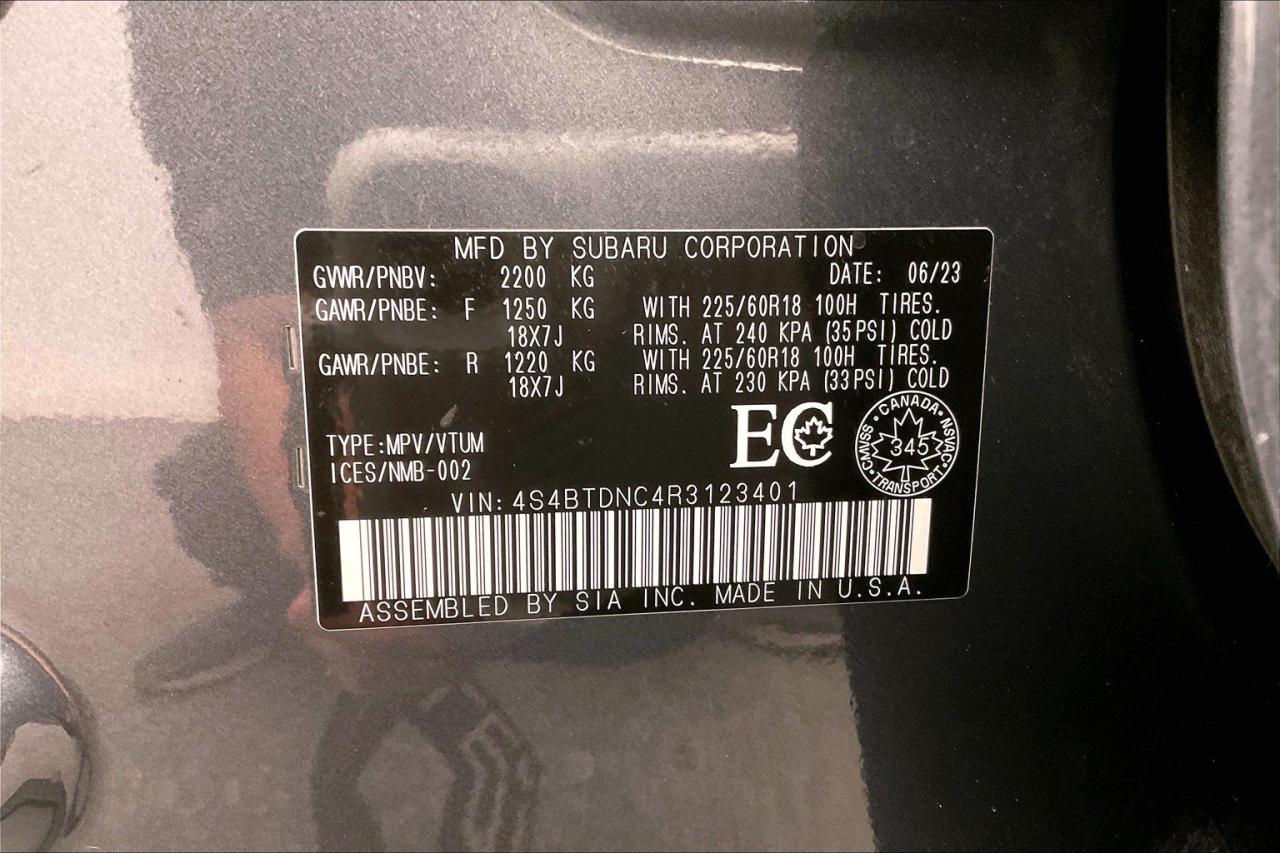 MFD BY SUBARU CORPORATION
GVWR/PNBV: 2200 KG DATE: 06/23
GAWR/PNBE: F 1250 KG WITH 225/60R18 100H TIRES.
18X7J RIMS. AT 240 KPA (35PSI) COLD
GAWR/PNBE: R 1220 KG WITH 225/60R18 100H TIRES.
18X7J RIMS. AT 230 KPA (33PSI) COLD
EC
CANADA
CMVSS NSVAC
345
TRANSPORT
TYPE:MPV/VTUM
ICES/NMB-002
VIN: 4S4BTDNC4R3123401
ASSEMBLED BY SIA INC. MADE IN U.S.A.